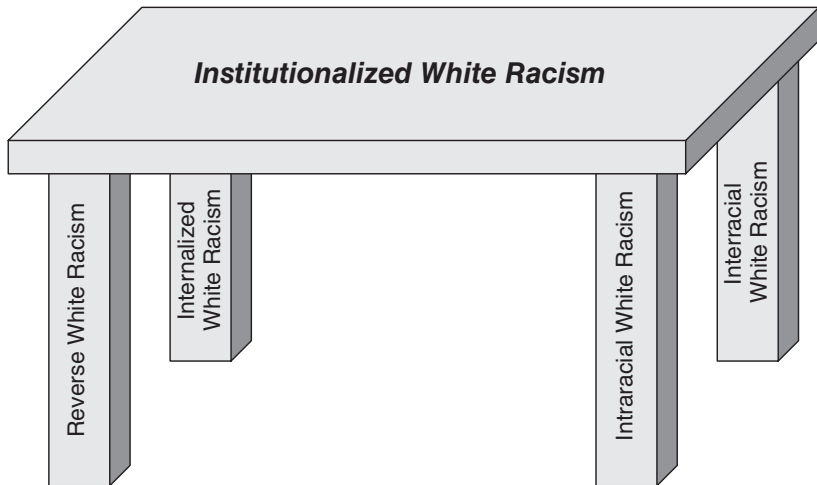 Institutionalized White Racism
Reverse White Racism
Internalized
White Racism
Intraracial White Racism
Interracial
White Racism